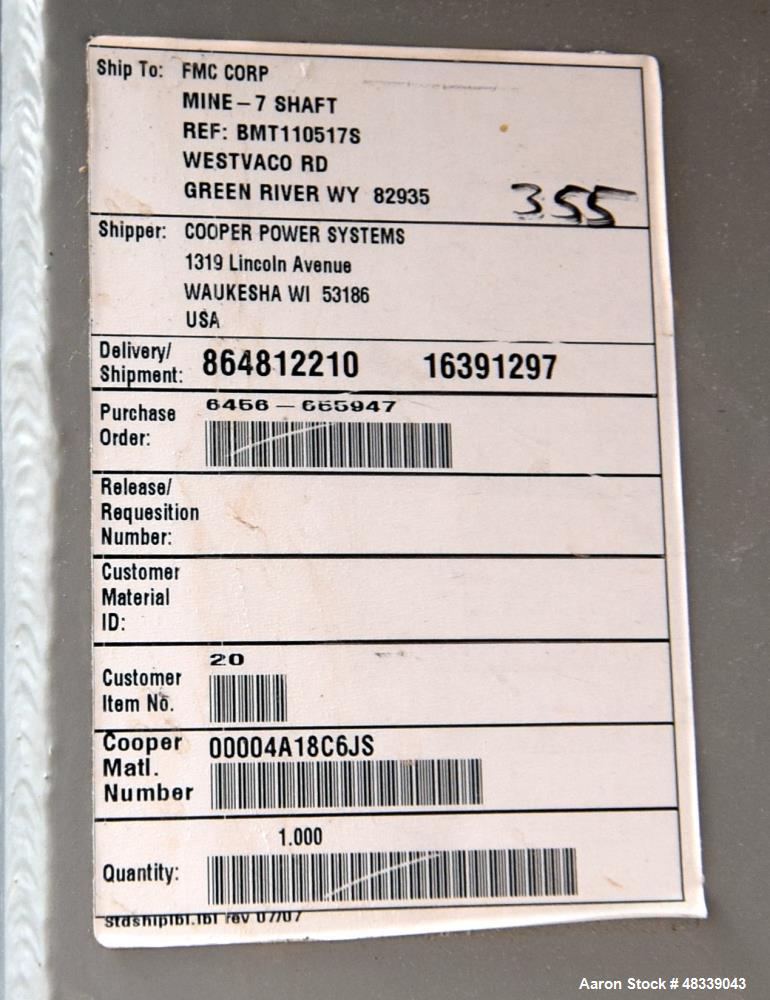 Ship To: FMC CORP
MINE-7 SHAFT
REF: BMT110517S
WESTVACO RD
GREEN RIVER WY 82935
355
Shipper: COOPER POWER SYSTEMS
1319 Lincoln Avenue
WAUKESHA WI 53186
USA
Delivery/
Shipment: 864812210 16391297
6456-665947
Purchase
Order:
Release/
Requesition
Number:
Customer
Material
ID:
20
Customer
Item No.
Cooper 00004A18C6JS
Matl.
Number
1.000
Quantity:
stdshiplbl.lbl rev 07/07
Aaron Stock # 48339043